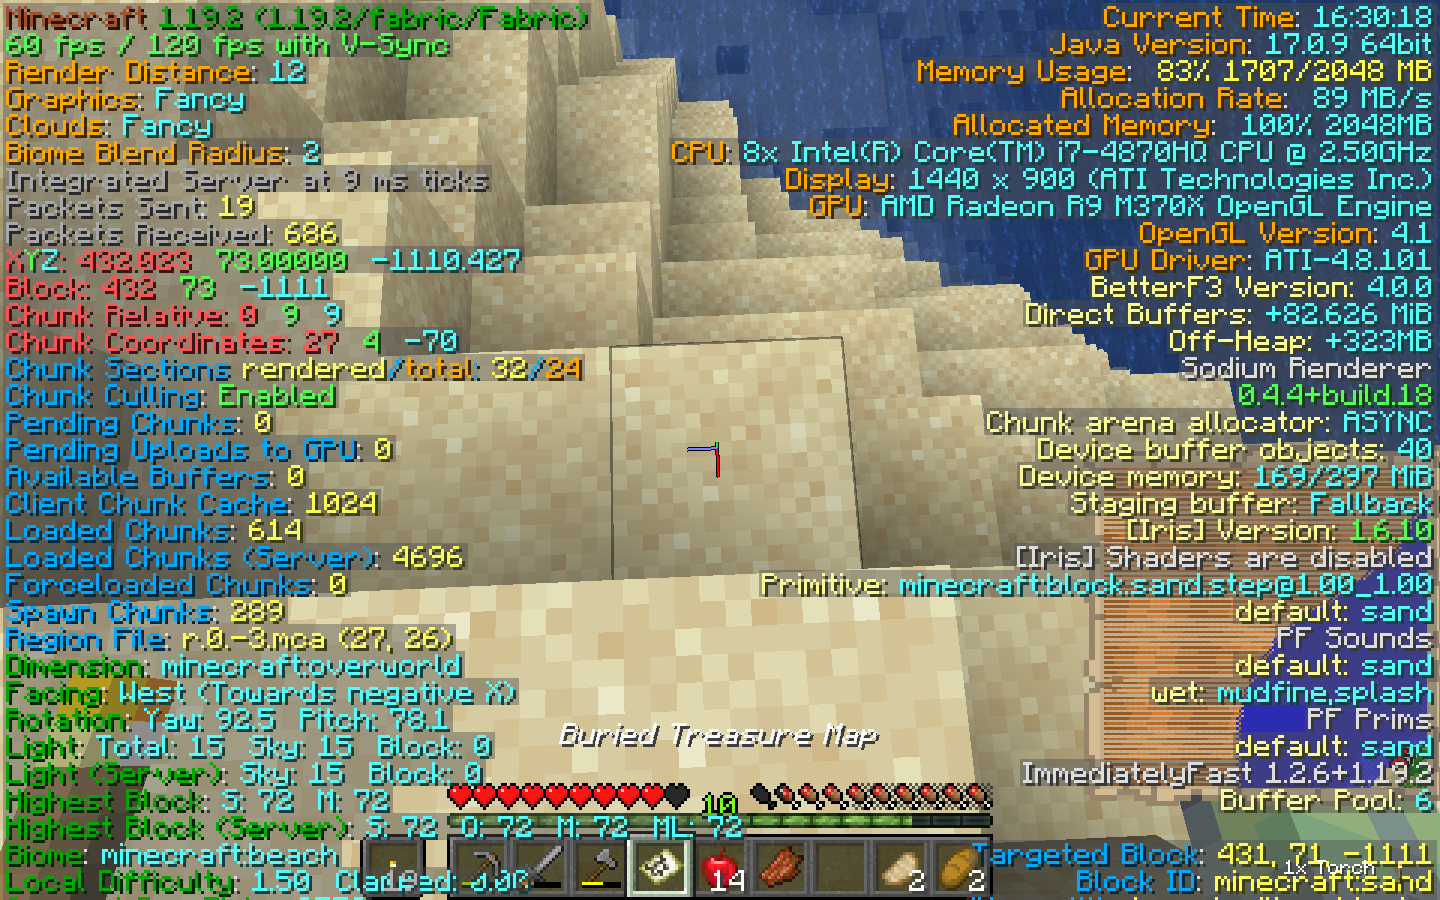 Minecraft 1.19.2 (1.19.2/fabric/Fabric)
60 fps / 120 fps with V-Sync
Render Distance: 12
Graphics: Fancy
Clouds: Fancy
Biome Blend Radius: 2
Integrated Server at 9 ms ticks
Packets Sent: 19
Packets Received: 686
XYZ: 432.023 73.00000 -1110.427
Block: 432 73 -1111
Chunk Relative: 0 9 9
Chunk Coordinates: 27 4 -70
Chunk Sections rendered/total: 32/24
Chunk Culling: Enabled
Pending Chunks: 0
Pending Uploads to GPU: 0
Available Buffers: 0
Client Chunk Cache: 1024
Loaded Chunks: 614
Loaded Chunks (Server): 4696
Forceloaded Chunks: 0
Spawn Chunks: 289
Region File: r.0.-3.mca (27, 26)
Dimension: minecraft:overworld
Facing: West (Towards negative X)
Rotation: Yaw: 92.5 Pitch: 78.1
Light: Total: 15 Sky: 15 Block: 0
Light (Server): Sky: 15 Block: 0
Highest Block: S: 72 M: 72
Highest Block (Server): S: 72 O: 72 M: 72 ML: 72
Biome: minecraft:beach
Local Difficulty: 1.50 Clamped: 0.00
Current Time: 16:30:18
Java Version: 17.0.9 64bit
Memory Usage: 83% 1707/2048 MB
Allocation Rate: 89 MB/s
Allocated Memory: 100% 2048MB
CPU: 8x Intel(R) Core(TM) i7-4870HQ CPU @ 2.50GHz
Display: 1440 x 900 (ATI Technologies Inc.)
GPU: AMD Radeon R9 M370X OpenGL Engine
OpenGL Version: 4.1
GPU Driver: ATI-4.8.101
BetterF3 Version: 4.0.0
Direct Buffers: +82.626 MiB
Off-Heap: +323MB
Sodium Renderer
0.4.4+build.18
Chunk arena allocator: ASYNC
Device buffer objects: 40
Device memory: 169/297 MiB
Staging buffer: Fallback
[Iris] Version: 1.6.10
[Iris] Shaders are disabled
Primitive: minecraft:block.sand.step@1.00_1.00
default: sand
PF Sounds
default: sand
wet: mudfine,splash
PF Prims
default: sand
ImmediatelyFast 1.2.6+1.19.2
Buffer Pool: 6
Targeted Block: 431, 71, -1111
Block ID: minecraft:sand
Buried Treasure Map
10
14
2
2
1x Torch